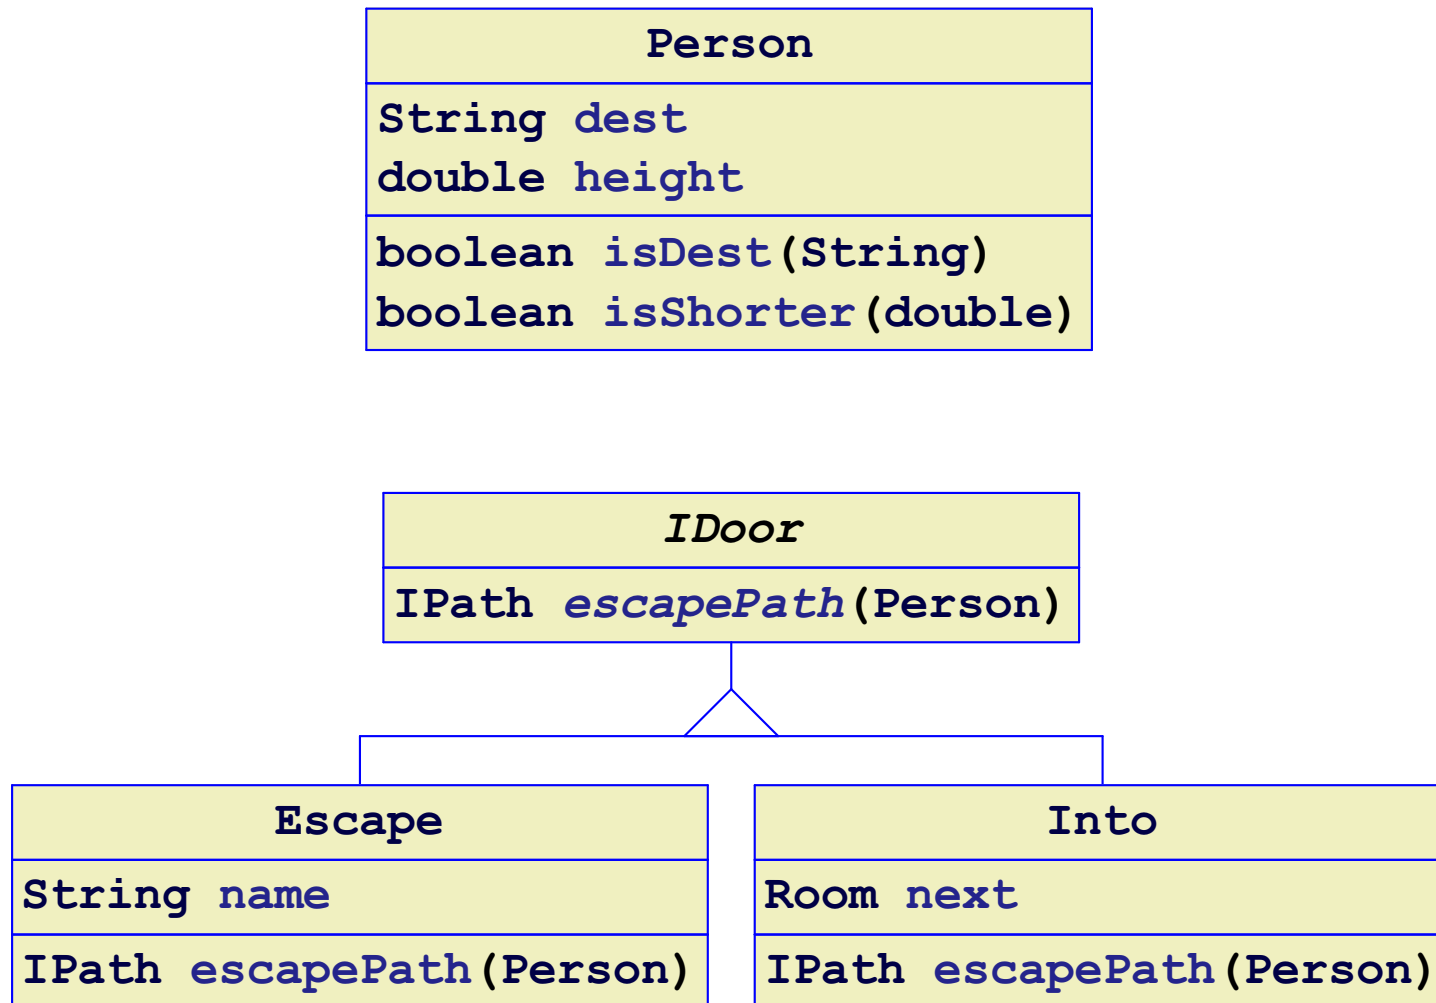 Person
String dest
double height
boolean isDest(String)
boolean isShorter(double)
IDoor
IPath escapePath(Person)
Escape
String name
IPath escapePath(Person)
Into
Room next
IPath escapePath(Person)